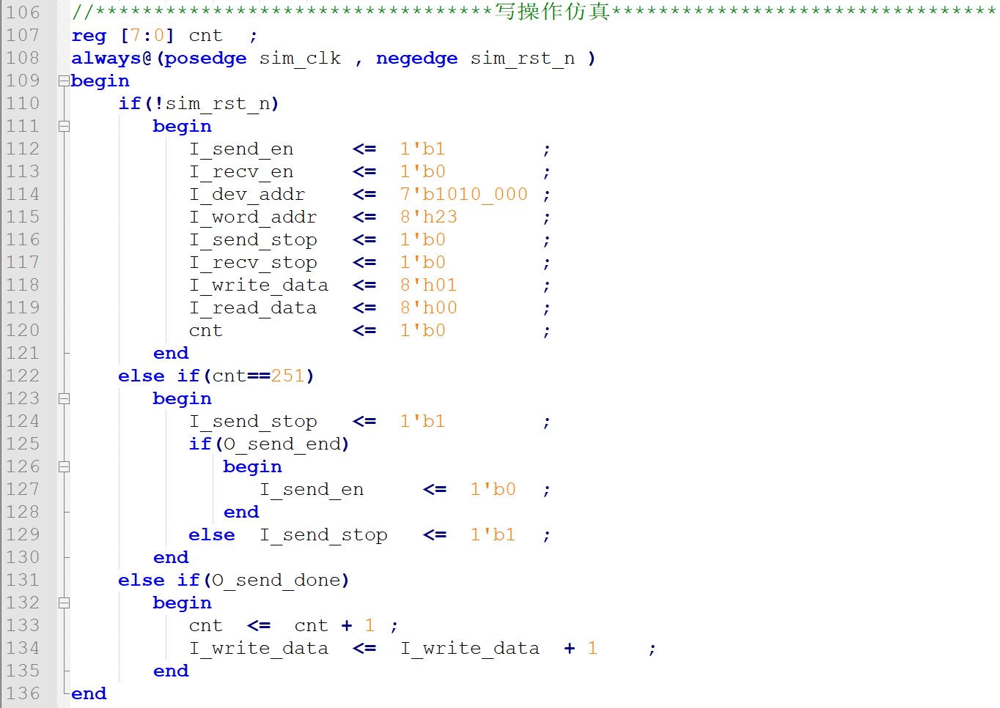 106 //**********************************写操作仿真*********************************
107 reg [7:0] cnt ;
108 always@(posedge sim_clk , negedge sim_rst_n )
109 begin
110 if(!sim_rst_n)
111 begin
112 I_send_en <= 1'b1 ;
113 I_recv_en <= 1'b0 ;
114 I_dev_addr <= 7'b1010_000 ;
115 I_word_addr <= 8'h23 ;
116 I_send_stop <= 1'b0 ;
117 I_recv_stop <= 1'b0 ;
118 I_write_data <= 8'h01 ;
119 I_read_data <= 8'h00 ;
120 cnt <= 1'b0 ;
121 end
122 else if(cnt==251)
123 begin
124 I_send_stop <= 1'b1 ;
125 if(O_send_end)
126 begin
127 I_send_en <= 1'b0 ;
128 end
129 else I_send_stop <= 1'b1 ;
130 end
131 else if(O_send_done)
132 begin
133 cnt <= cnt + 1 ;
134 I_write_data <= I_write_data + 1 ;
135 end
136 end